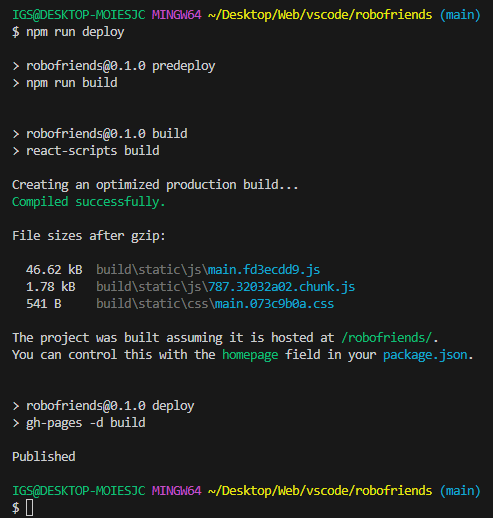 IGS@DESKTOP-MOIESJC MINGW64 ~/Desktop/Web/vscode/robofriends (main)
$ npm run deploy
> robofriends@0.1.0 predeploy
> npm run build
> robofriends@0.1.0 build
> react-scripts build
Creating an optimized production build...
Compiled successfully.
File sizes after gzip:
46.62 kB  build\static\js\main.fd3ecdd9.js
1.78 kB  build\static\js\787.32032a02.chunk.js
541 B  build\static\css\main.073c9b0a.css
The project was built assuming it is hosted at /robofriends/.
You can control this with the homepage field in your package.json.
> robofriends@0.1.0 deploy
> gh-pages -d build
Published
IGS@DESKTOP-MOIESJC MINGW64 ~/Desktop/Web/vscode/robofriends (main)
$